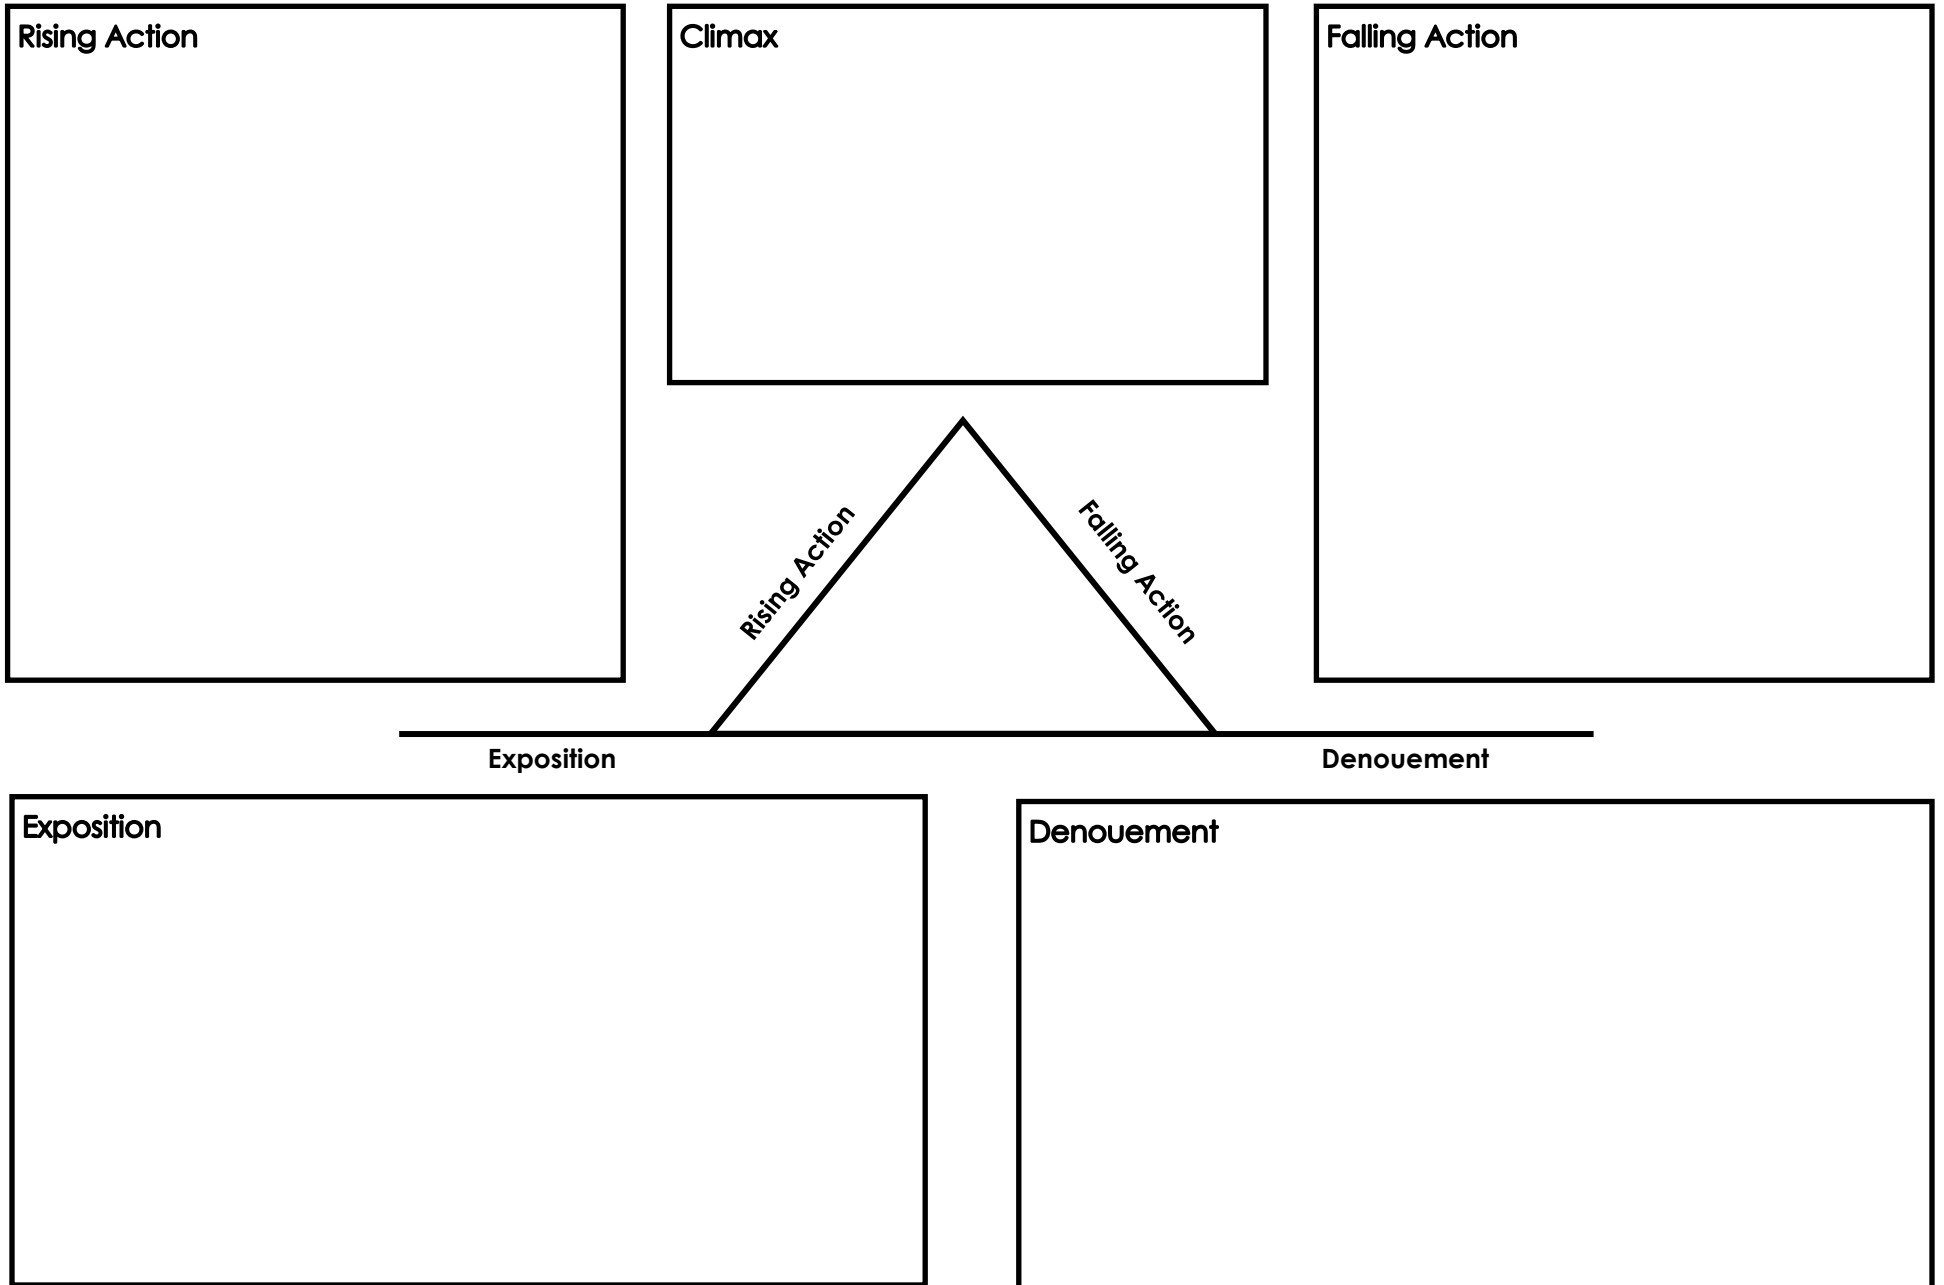 Rising Action
Climax
Falling Action
Rising Action
Falling Action
Exposition
Denouement
Exposition
Denouement